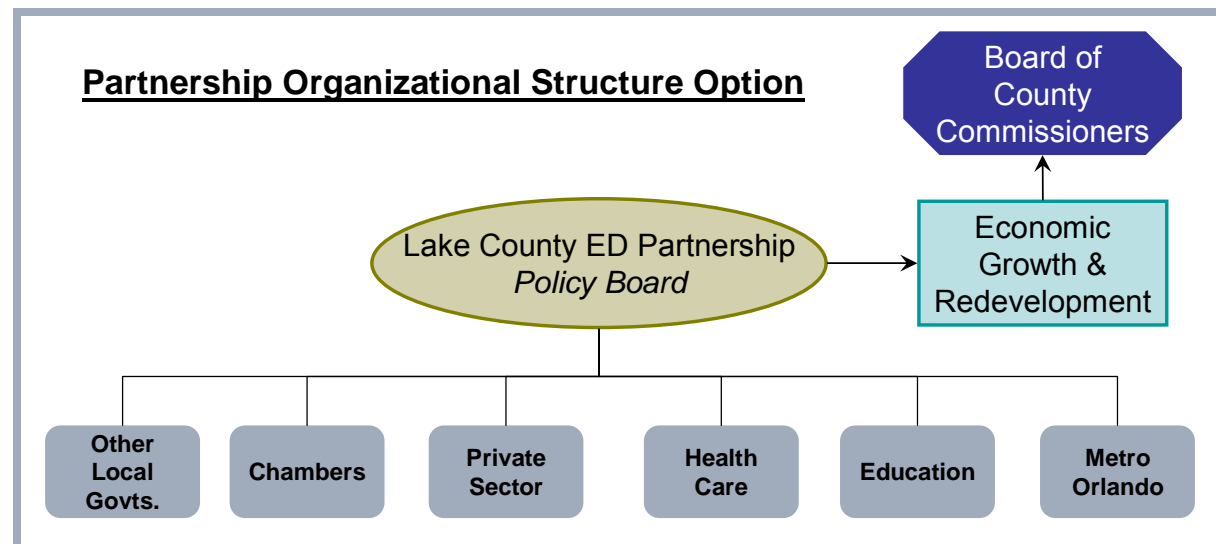 Partnership Organizational Structure Option
Board of
County
Commissioners
Lake County ED Partnership
Policy Board
Economic
Growth &
Redevelopment
Other
Local
Govts.
Chambers
Private
Sector
Health
Care
Education
Metro
Orlando